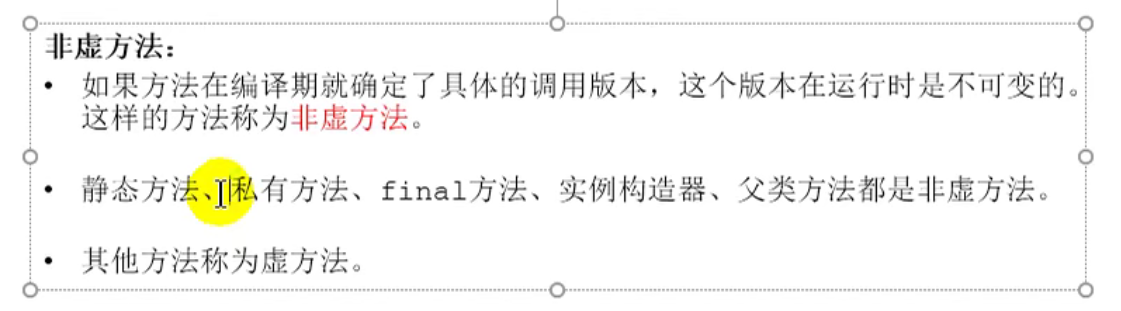 非虚方法：
• 如果方法在编译期就确定了具体的调用版本，这个版本在运行时是不可变的。
这样的方法称为非虚方法。
• 静态方法、私有方法、final方法、实例构造器、父类方法都是非虚方法。
• 其他方法称为虚方法。